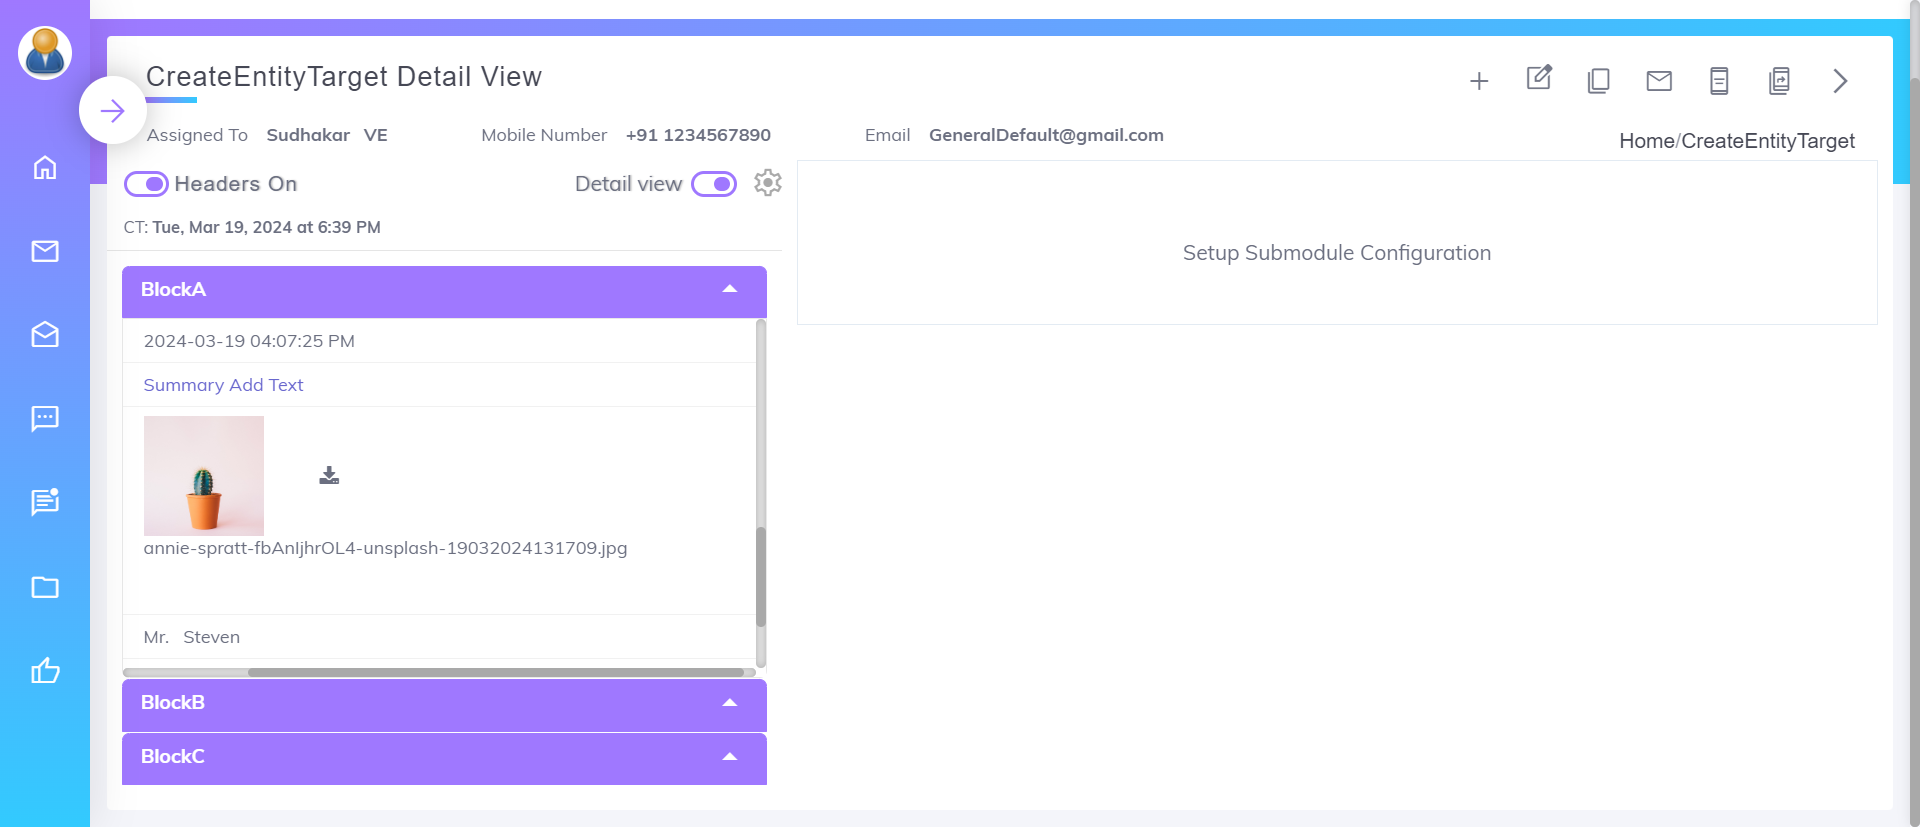 CreateEntityTarget Detail View
Assigned To Sudhakar VE Mobile Number +91 1234567890 Email GeneralDefault@gmail.com
Home/CreateEntityTarget
Headers On Detail view
CT: Tue, Mar 19, 2024 at 6:39 PM
Setup Submodule Configuration
BlockA
2024-03-19 04:07:25 PM
Summary Add Text
annie-spratt-fbAnIjhrOL4-unsplash-19032024131709.jpg
Mr. Steven
BlockB
BlockC